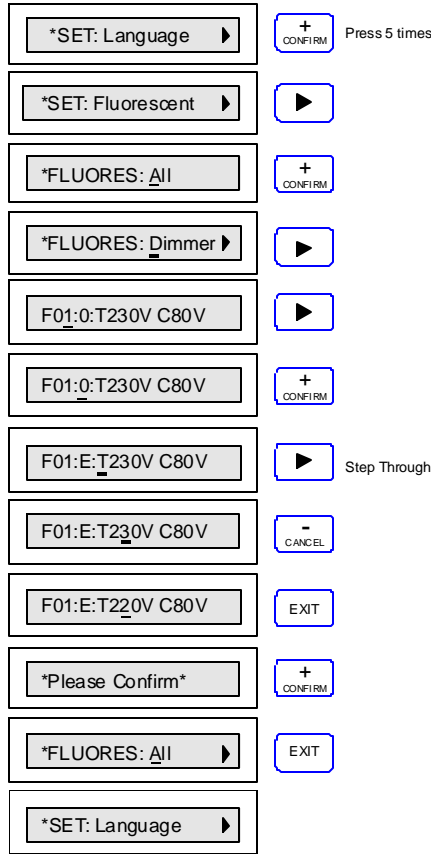 *SET: Language
+
CONFIRM
Press 5 times
*SET: Fluorescent
*FLUORES: All
+
CONFIRM
*FLUORES: Dimmer
F01:0:T230V C80V
F01:0:T230V C80V
+
CONFIRM
F01:E:T230V C80V
Step Through
F01:E:T230V C80V
-
CANCEL
F01:E:T220V C80V
EXIT
*Please Confirm*
+
CONFIRM
*FLUORES: All
EXIT
*SET: Language